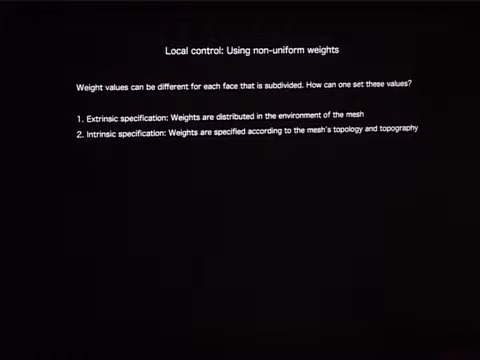 Local control: Using non-uniform weights
Weight values can be different for each face that is subdivided. How can one set these values?
1. Extrinsic specification: Weights are distributed in the environment of the mesh
2. Intrinsic specification: Weights are specified according to the mesh's topology and topography